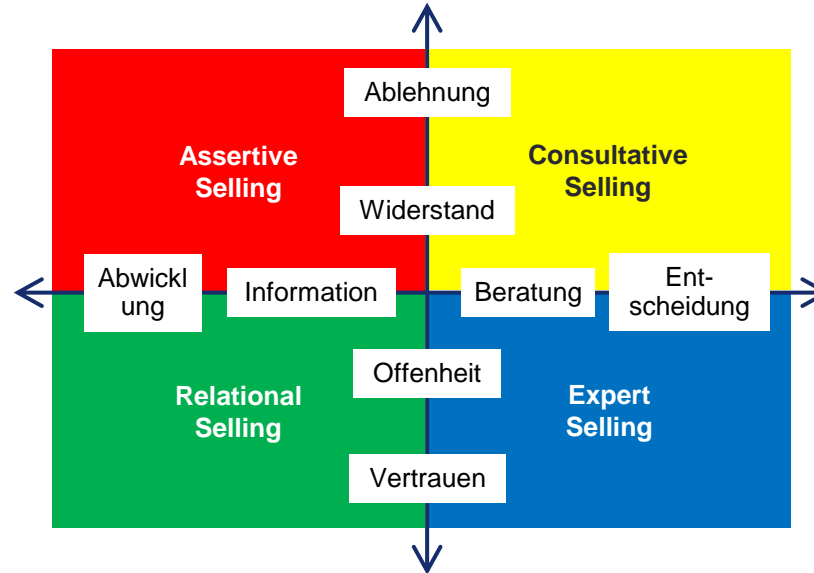 Ablehnung
Assertive
Selling
Consultative
Selling
Widerstand
Abwickl
ung
Information
Beratung
Ent-
scheidung
Offenheit
Relational
Selling
Expert
Selling
Vertrauen